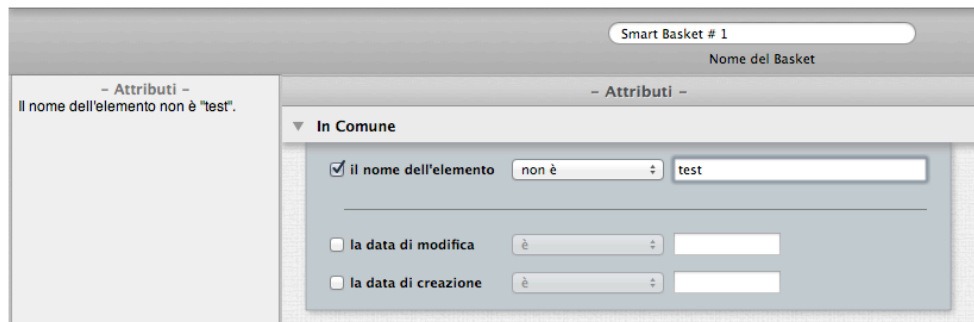 Smart Basket # 1
Nome del Basket
– Attributi –
Il nome dell'elemento non è "test".
– Attributi –
In Comune
il nome dell'elemento non è test
la data di modifica è
la data di creazione è